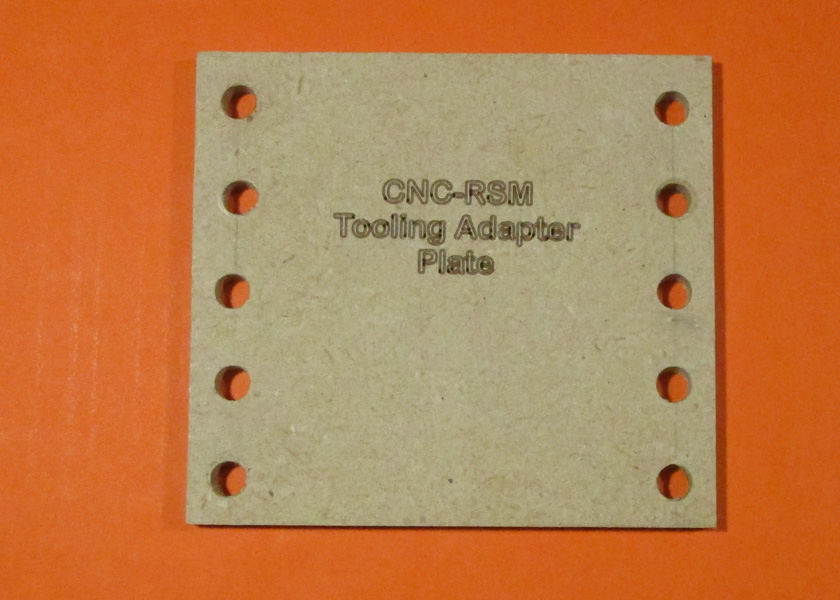 CNC-RSM
Tooling Adapter
Plate